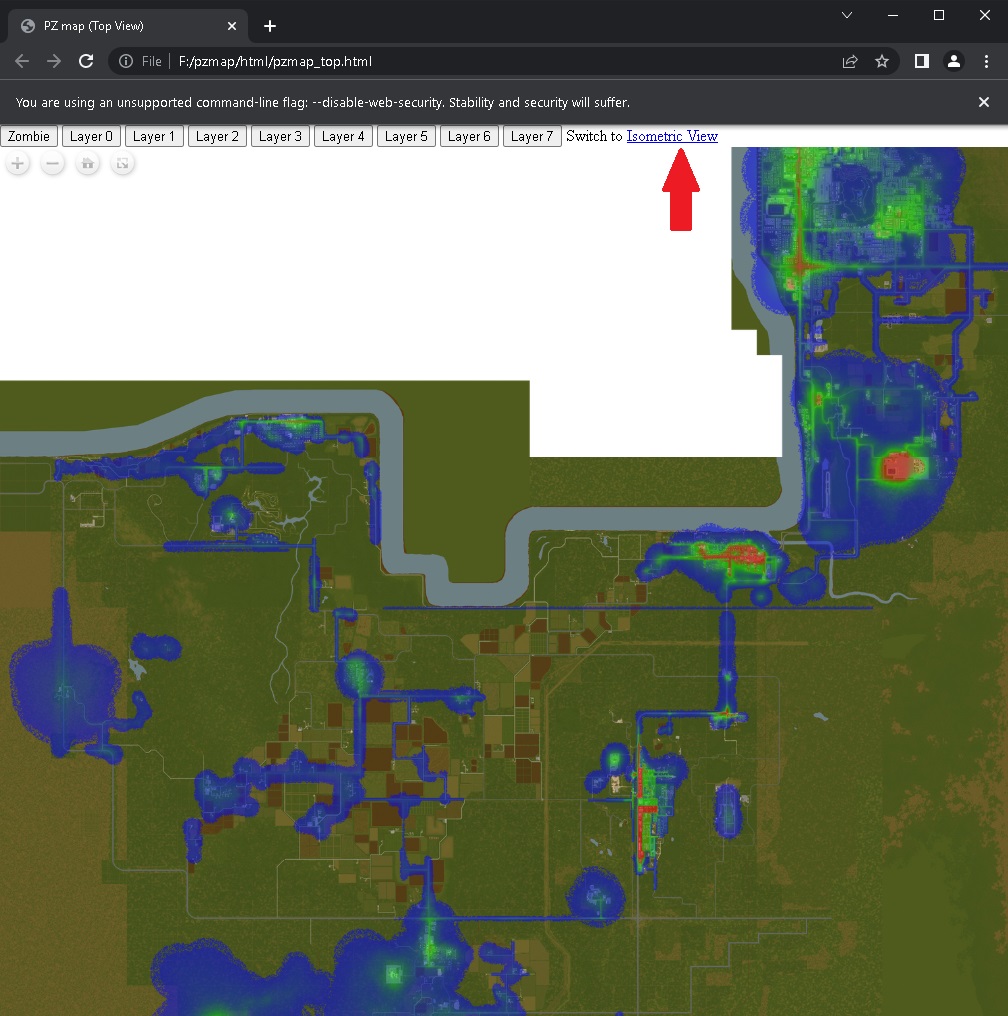 PZ map (Top View)
File F:/pzmap/html/pzmap_top.html
You are using an unsupported command-line flag: --disable-web-security. Stability and security will suffer.
Zombie Layer 0 Layer 1 Layer 2 Layer 3 Layer 4 Layer 5 Layer 6 Layer 7 Switch to Isometric View